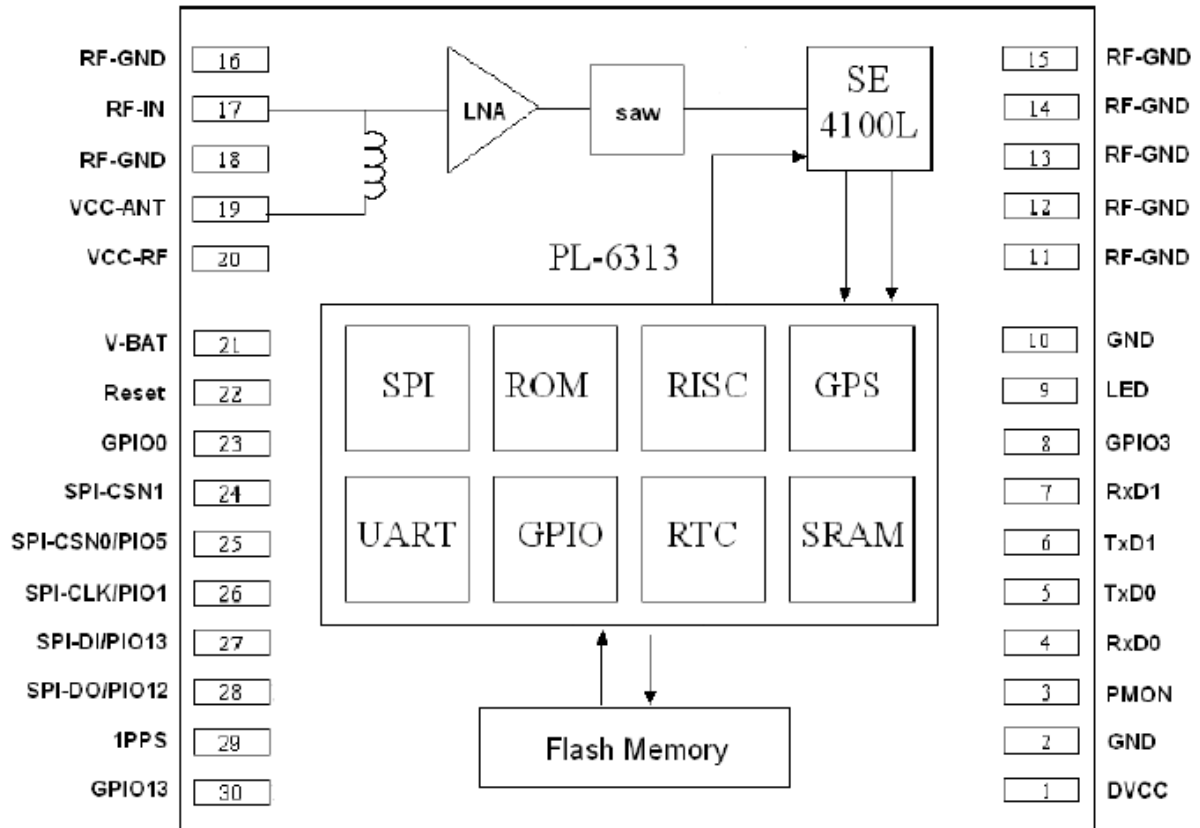 RF-GND 16
RF-IN 17
RF-GND 18
VCC-ANT 19
VCC-RF 20
V-BAT 21
Reset 22
GPIO0 23
SPI-CSN1 24
SPI-CSN0/PIO5 25
SPI-CLK/PIO1 26
SPI-DI/PIO13 27
SPI-DO/PIO12 28
1PPS 29
GPIO13 30
LNA
saw
SE
4100L
PL-6313
SPI ROM RISC GPS
UART GPIO RTC SRAM
Flash Memory
15 RF-GND
14 RF-GND
13 RF-GND
12 RF-GND
11 RF-GND
10 GND
9 LED
8 GPIO3
7 RxD1
6 TxD1
5 TxD0
4 RxD0
3 PMON
2 GND
1 DVCC